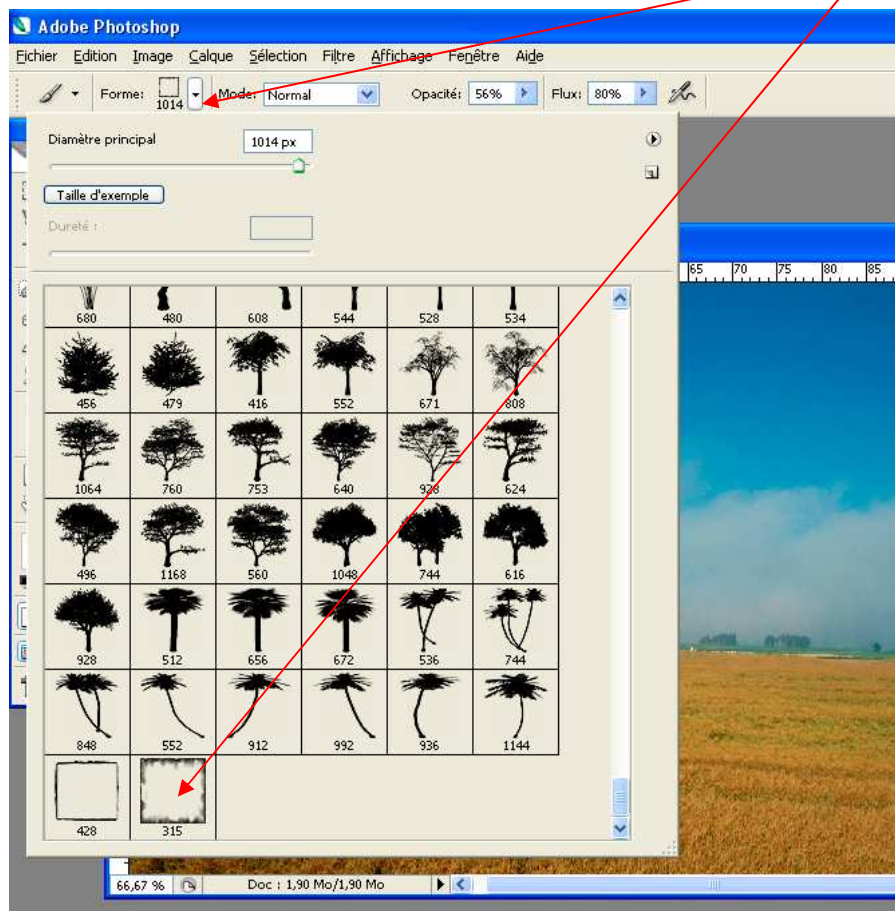 Adobe Photoshop
Fichier Edition Image Calque Sélection Filtre Affichage Fenêtre Aide
Forme: 1014 Mode: Normal Opacité: 56% Flux: 80%
Diamètre principal 1014 px
Taille d'exemple
Dureté :
65 70 75 80 85
680 480 608 544 528 534
456 479 416 552 671 808
1064 760 753 640 928 624
496 1168 560 1048 744 616
928 512 656 672 536 744
848 552 912 992 936 1144
428 315
66,67 % Doc : 1,90 Mo/1,90 Mo